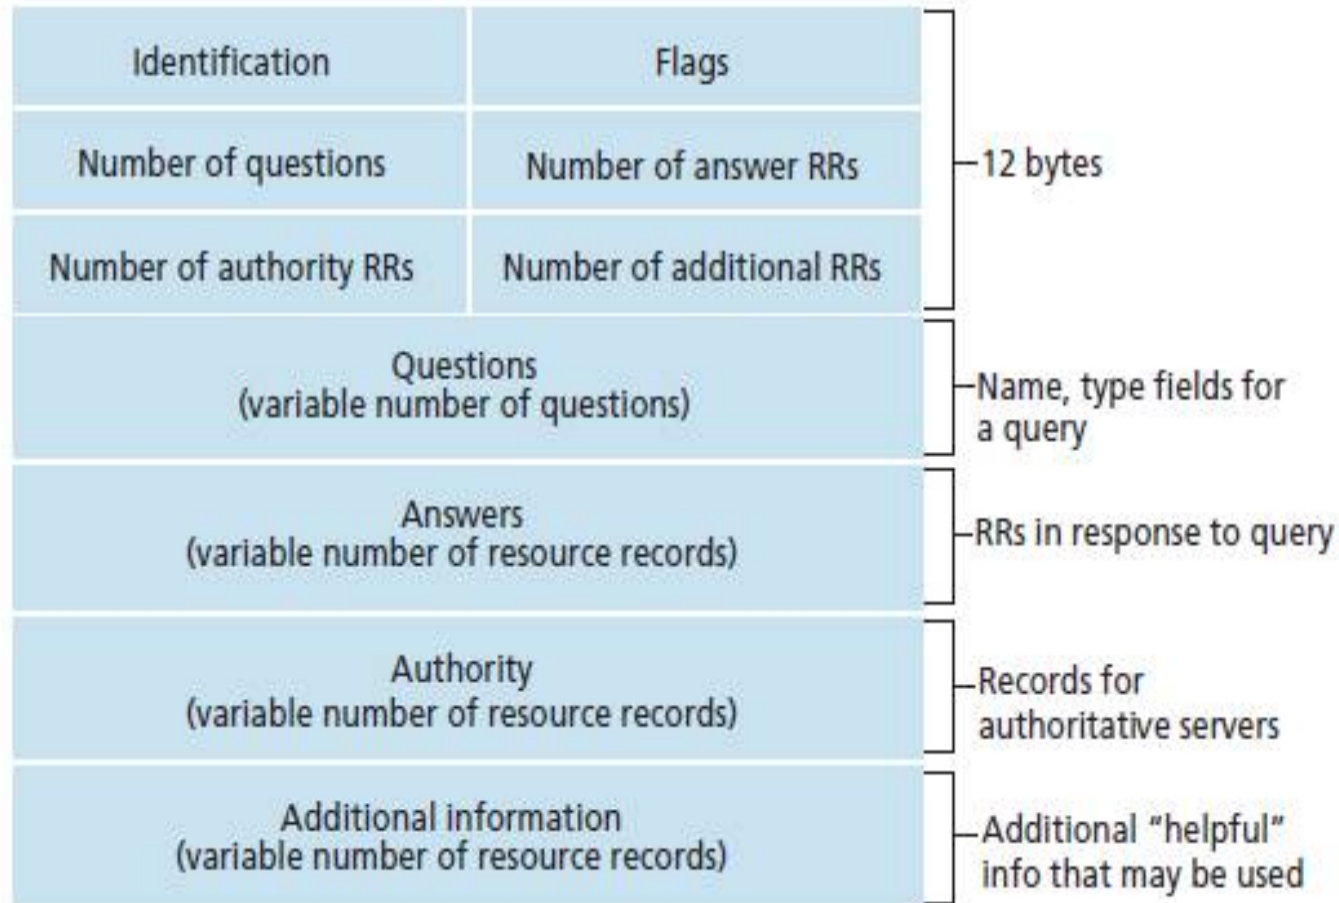 Identification
Flags
Number of questions
Number of answer RRs
12 bytes
Number of authority RRs
Number of additional RRs
Questions
(variable number of questions)
Name, type fields for
a query
Answers
(variable number of resource records)
RRs in response to query
Authority
(variable number of resource records)
Records for
authoritative servers
Additional information
(variable number of resource records)
Additional “helpful”
info that may be used